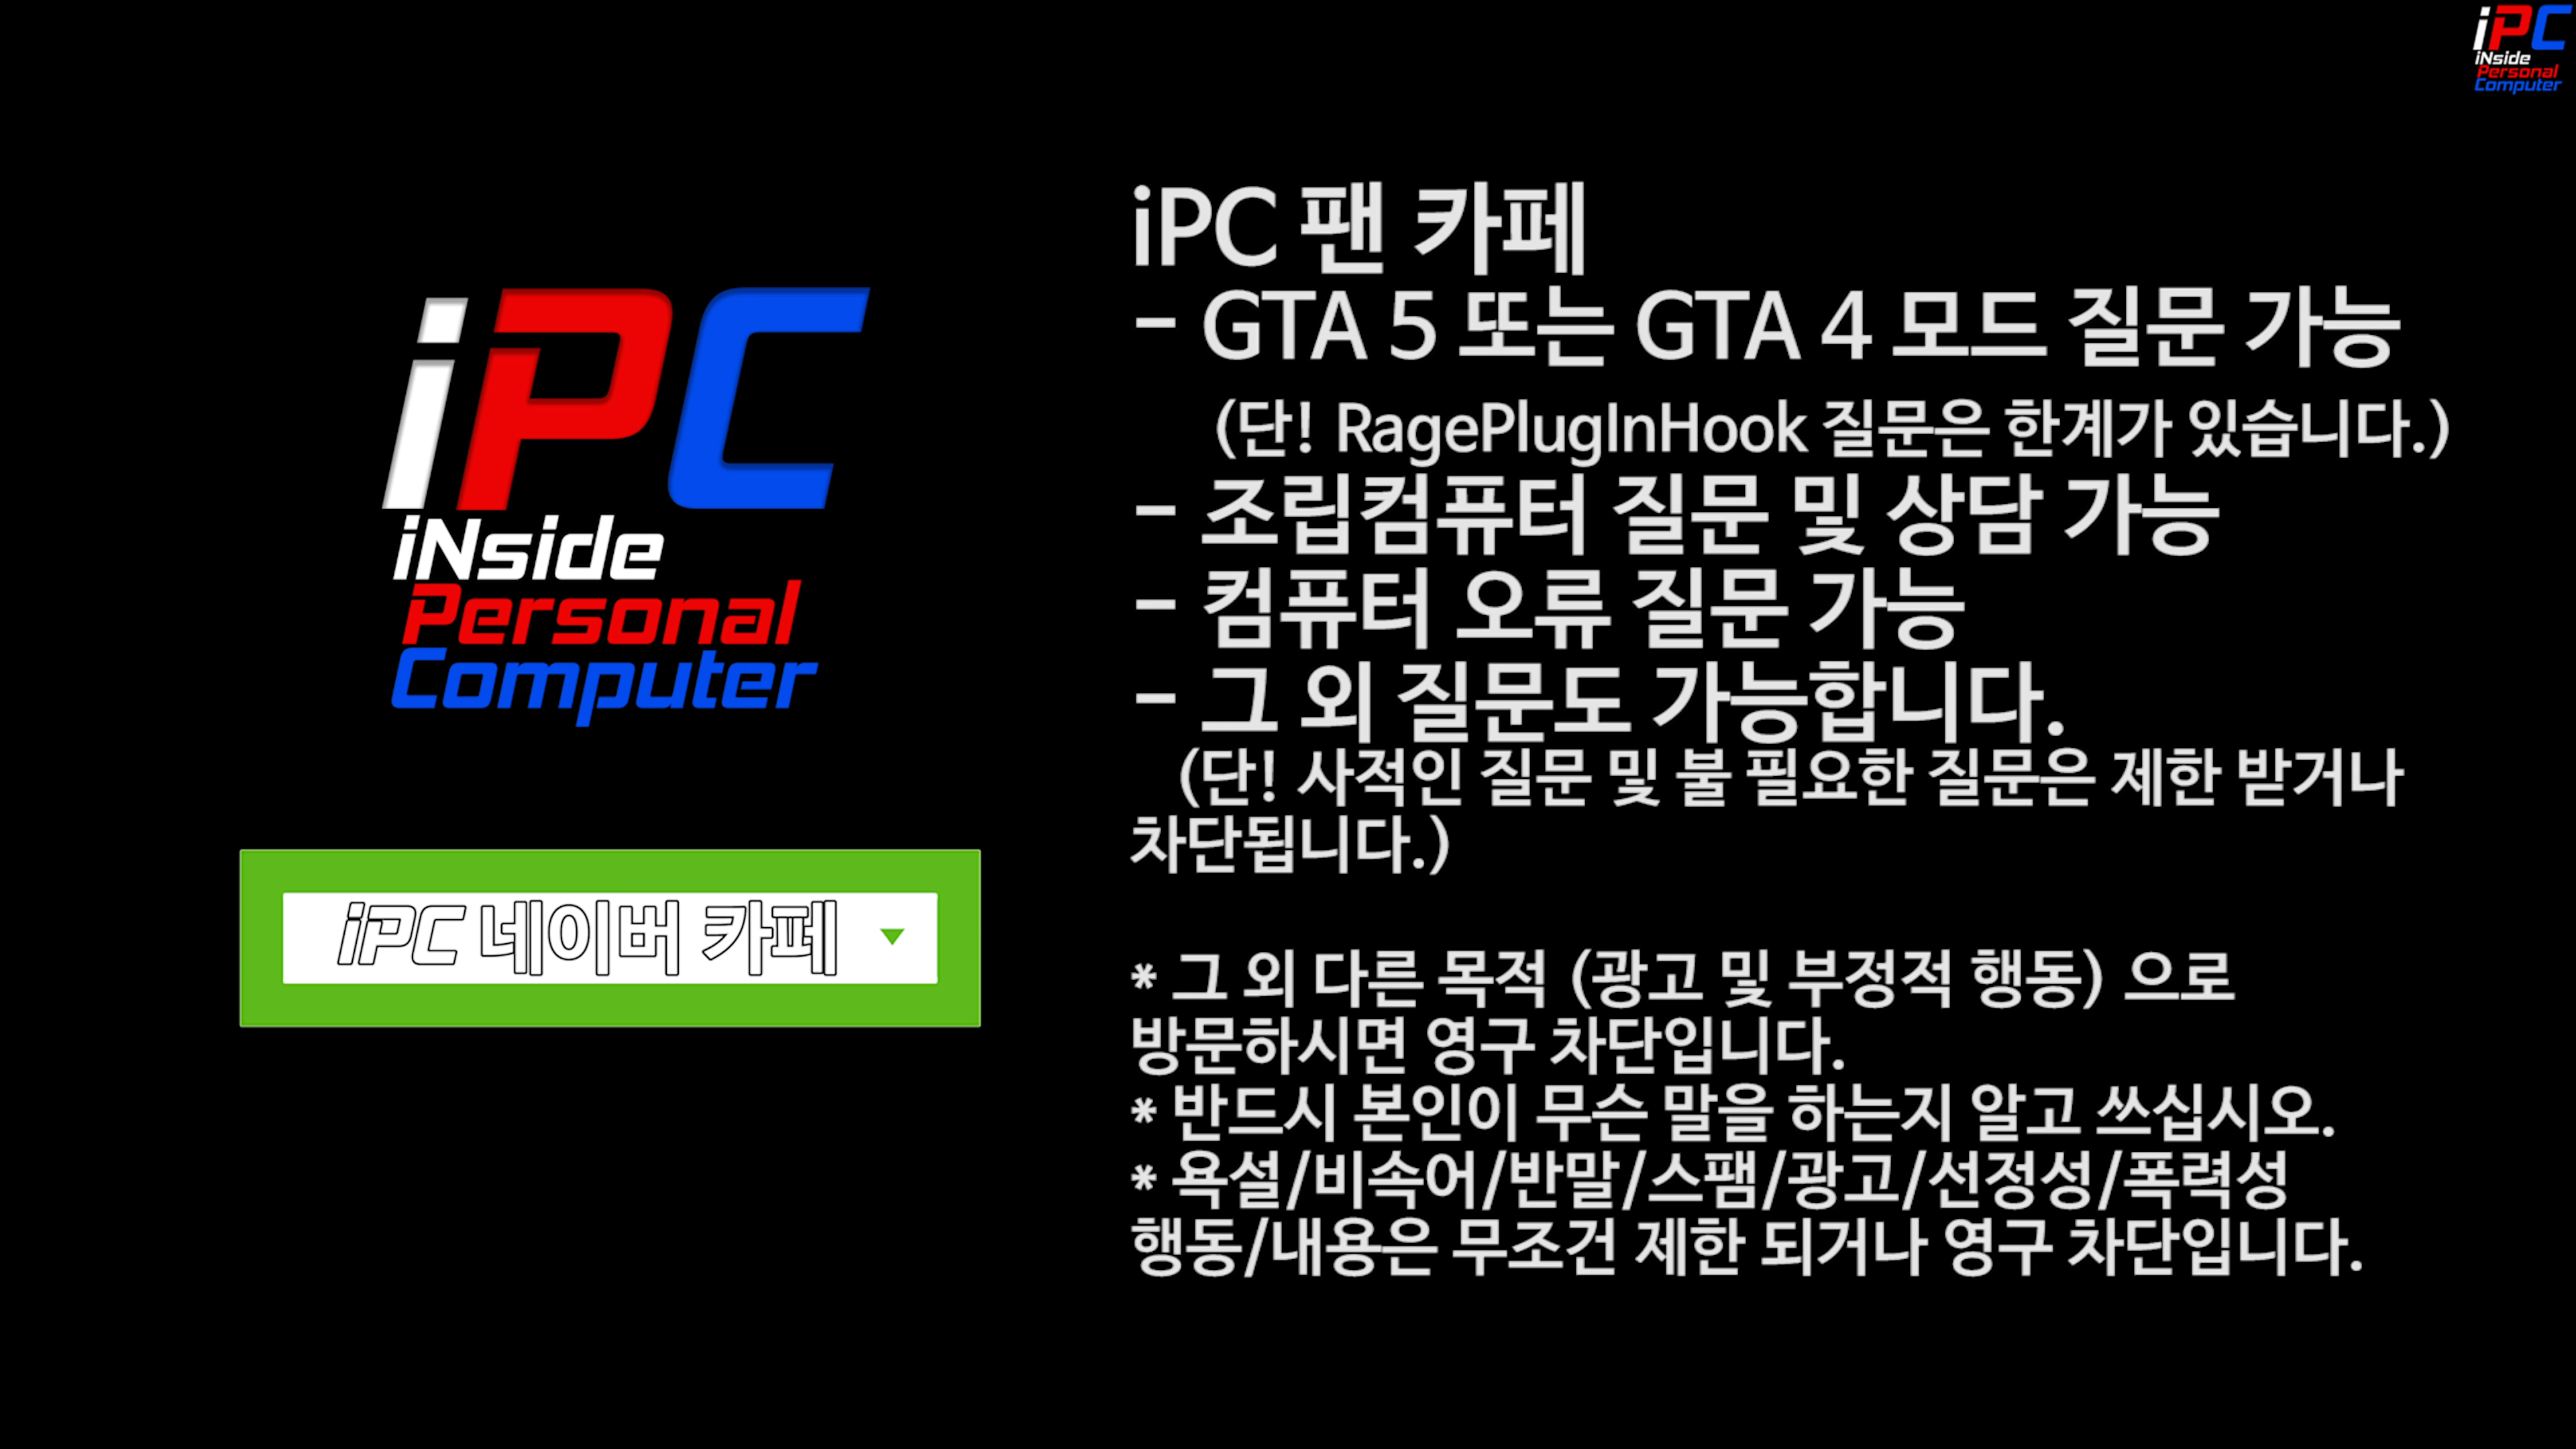 iPC
iNside
Personal
Computer
iPC
iNside
Personal
Computer
iPC 네이버 카페
iPC 팬 카페
- GTA 5 또는 GTA 4 모드 질문 가능
(단! RagePlugInHook 질문은 한계가 있습니다.)
- 조립컴퓨터 질문 및 상담 가능
- 컴퓨터 오류 질문 가능
- 그 외 질문도 가능합니다.
(단! 사적인 질문 및 불 필요한 질문은 제한 받거나
차단됩니다.)
* 그 외 다른 목적 (광고 및 부정적 행동) 으로
방문하시면 영구 차단입니다.
* 반드시 본인이 무슨 말을 하는지 알고 쓰십시오.
* 욕설/비속어/반말/스팸/광고/선정성/폭력성
행동/내용은 무조건 제한 되거나 영구 차단입니다.